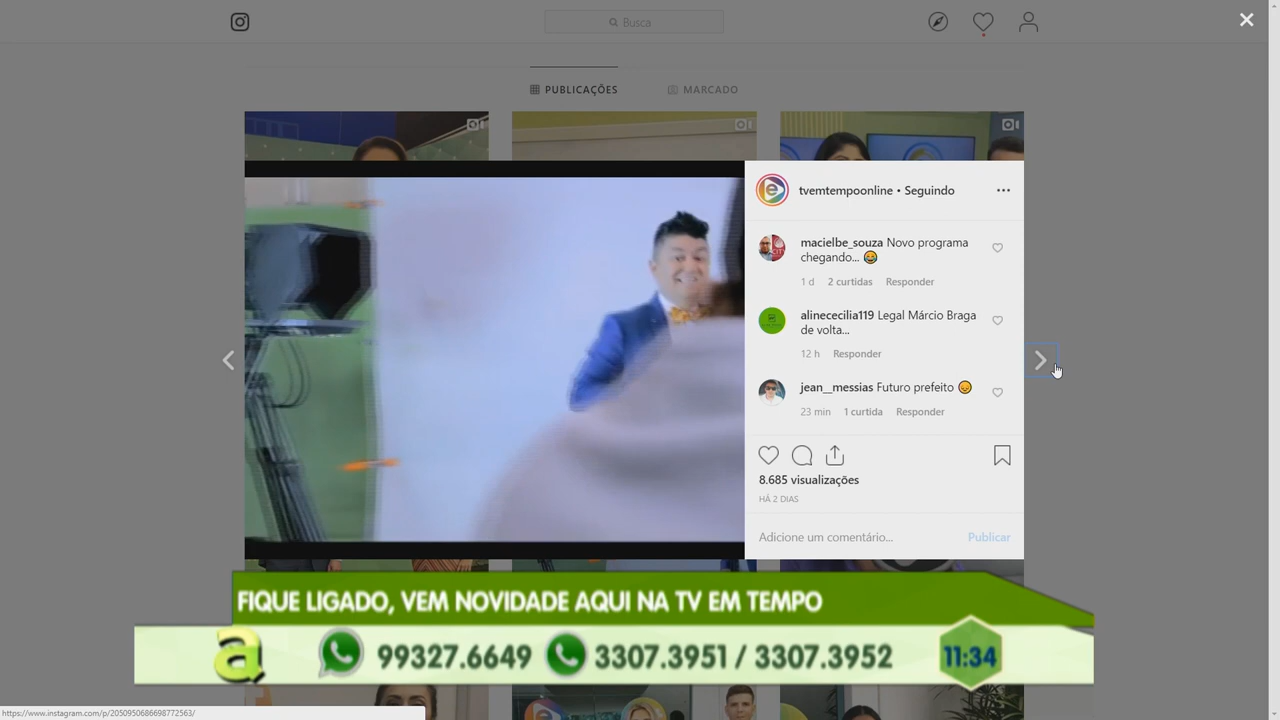 Busca
PUBLICAÇÕES
MARCADO
tvemtempoonline • Seguindo
macielbe_souza Novo programa
chegando... 😂
1 d 2 curtidas Responder
alinececilia119 Legal Márcio Braga
de volta...
12 h Responder
jean__messias Futuro prefeito 😞
23 min 1 curtida Responder
8.685 visualizações
HÁ 2 DIAS
Adicione um comentário... Publicar
FIQUE LIGADO, VEM NOVIDADE AQUI NA TV EM TEMPO
a 99327.6649 3307.3951 / 3307.3952 11:34
https://www.instagram.com/p/2050950686698772563/